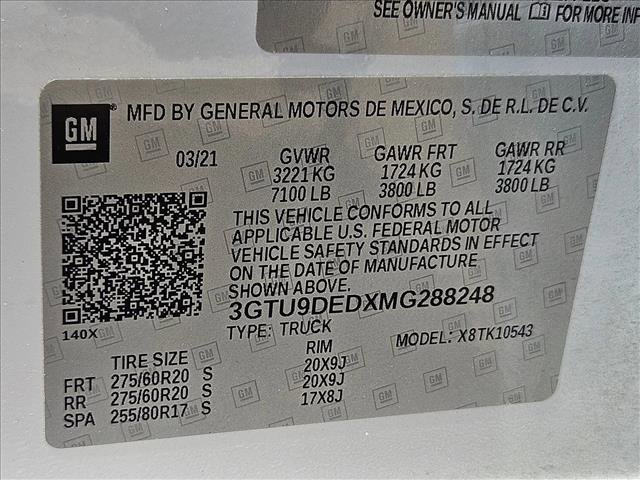 SEE OWNER'S MANUAL FOR MORE INF
GM
MFD BY GENERAL MOTORS DE MEXICO, S. DE R.L. DE C.V.
03/21 GVWR GAWR FRT GAWR RR
3221 KG 1724 KG 1724 KG
7100 LB 3800 LB 3800 LB
THIS VEHICLE CONFORMS TO ALL
APPLICABLE U.S. FEDERAL MOTOR
VEHICLE SAFETY STANDARDS IN EFFECT
ON THE DATE OF MANUFACTURE
SHOWN ABOVE.
3GTU9DEDXMG288248
140X
TYPE: TRUCK MODEL: X8TK10543
TIRE SIZE RIM
FRT 275/60R20 S 20X9J
RR 275/60R20 S 20X9J
SPA 255/80R17 S 17X8J